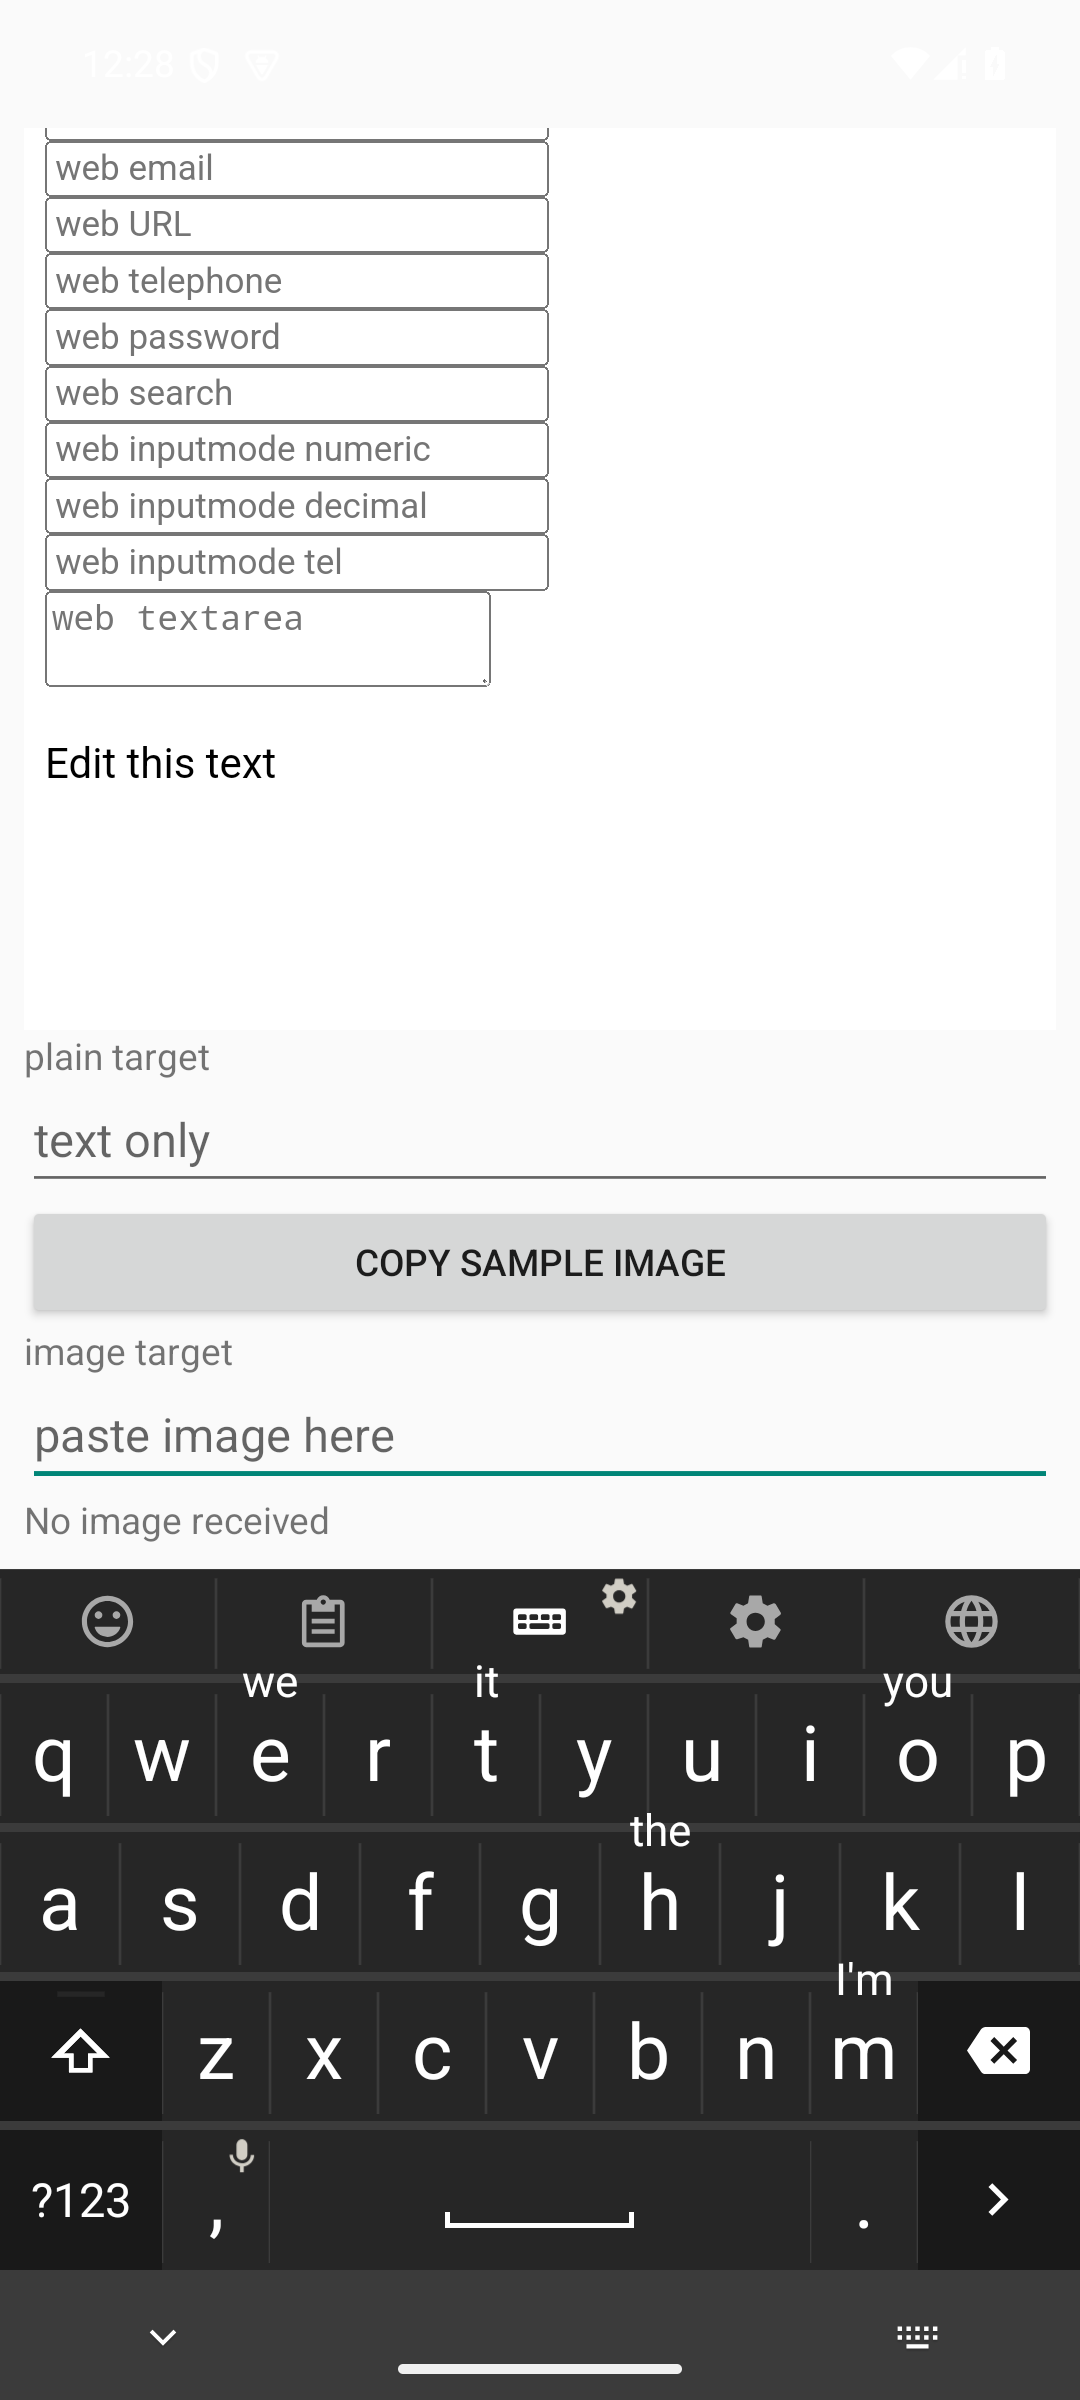 12:28
web email
web URL
web telephone
web password
web search
web inputmode numeric
web inputmode decimal
web inputmode tel
web textarea
Edit this text
plain target
text only
COPY SAMPLE IMAGE
image target
paste image here
No image received
we it you
q w e r t y u i o p
the
a s d f g h j k l
I'm
z x c v b n m
?123 , .